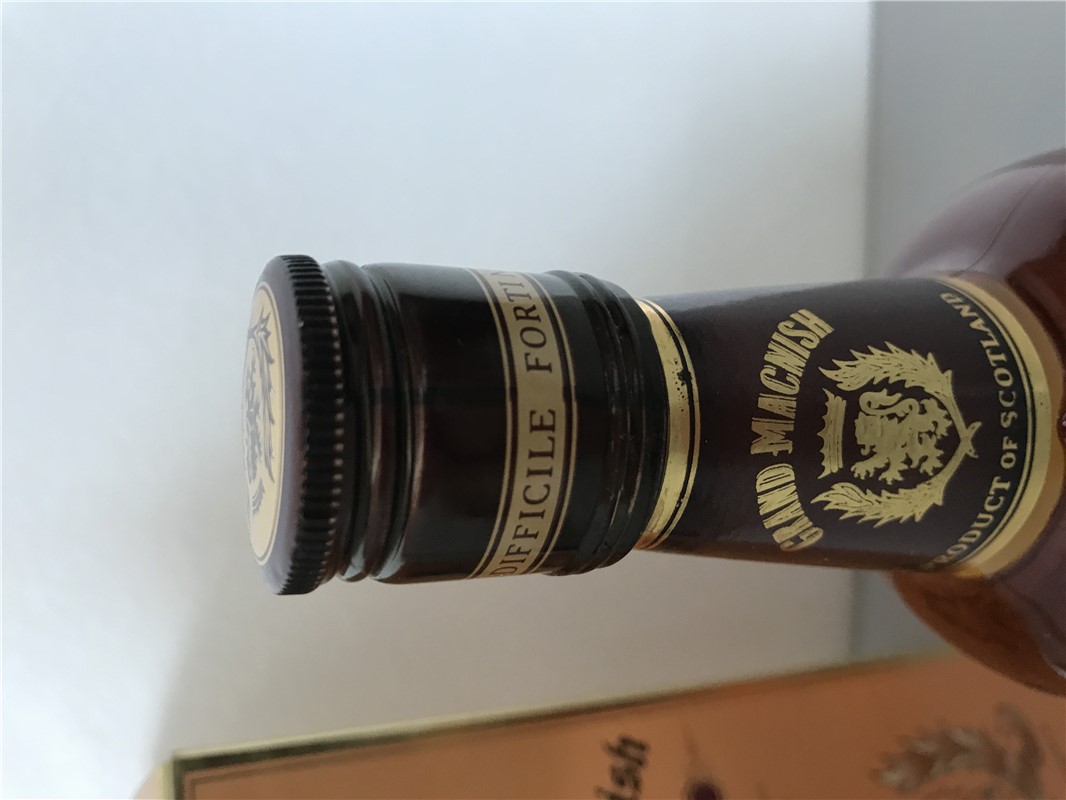 DIFFICILE FORTI
GRAND MACNISH
PRODUCT OF SCOTLAND